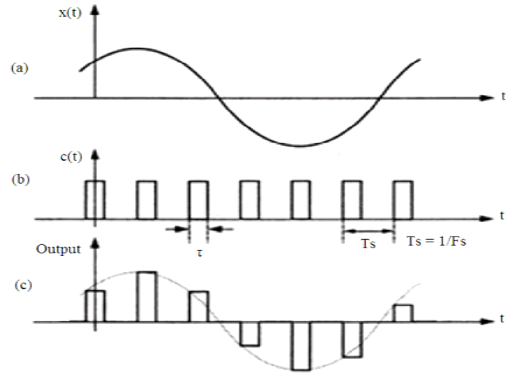 x(t)
(a)
t
c(t)
(b)
t
τ
Ts
Ts = 1/Fs
Output
(c)
t